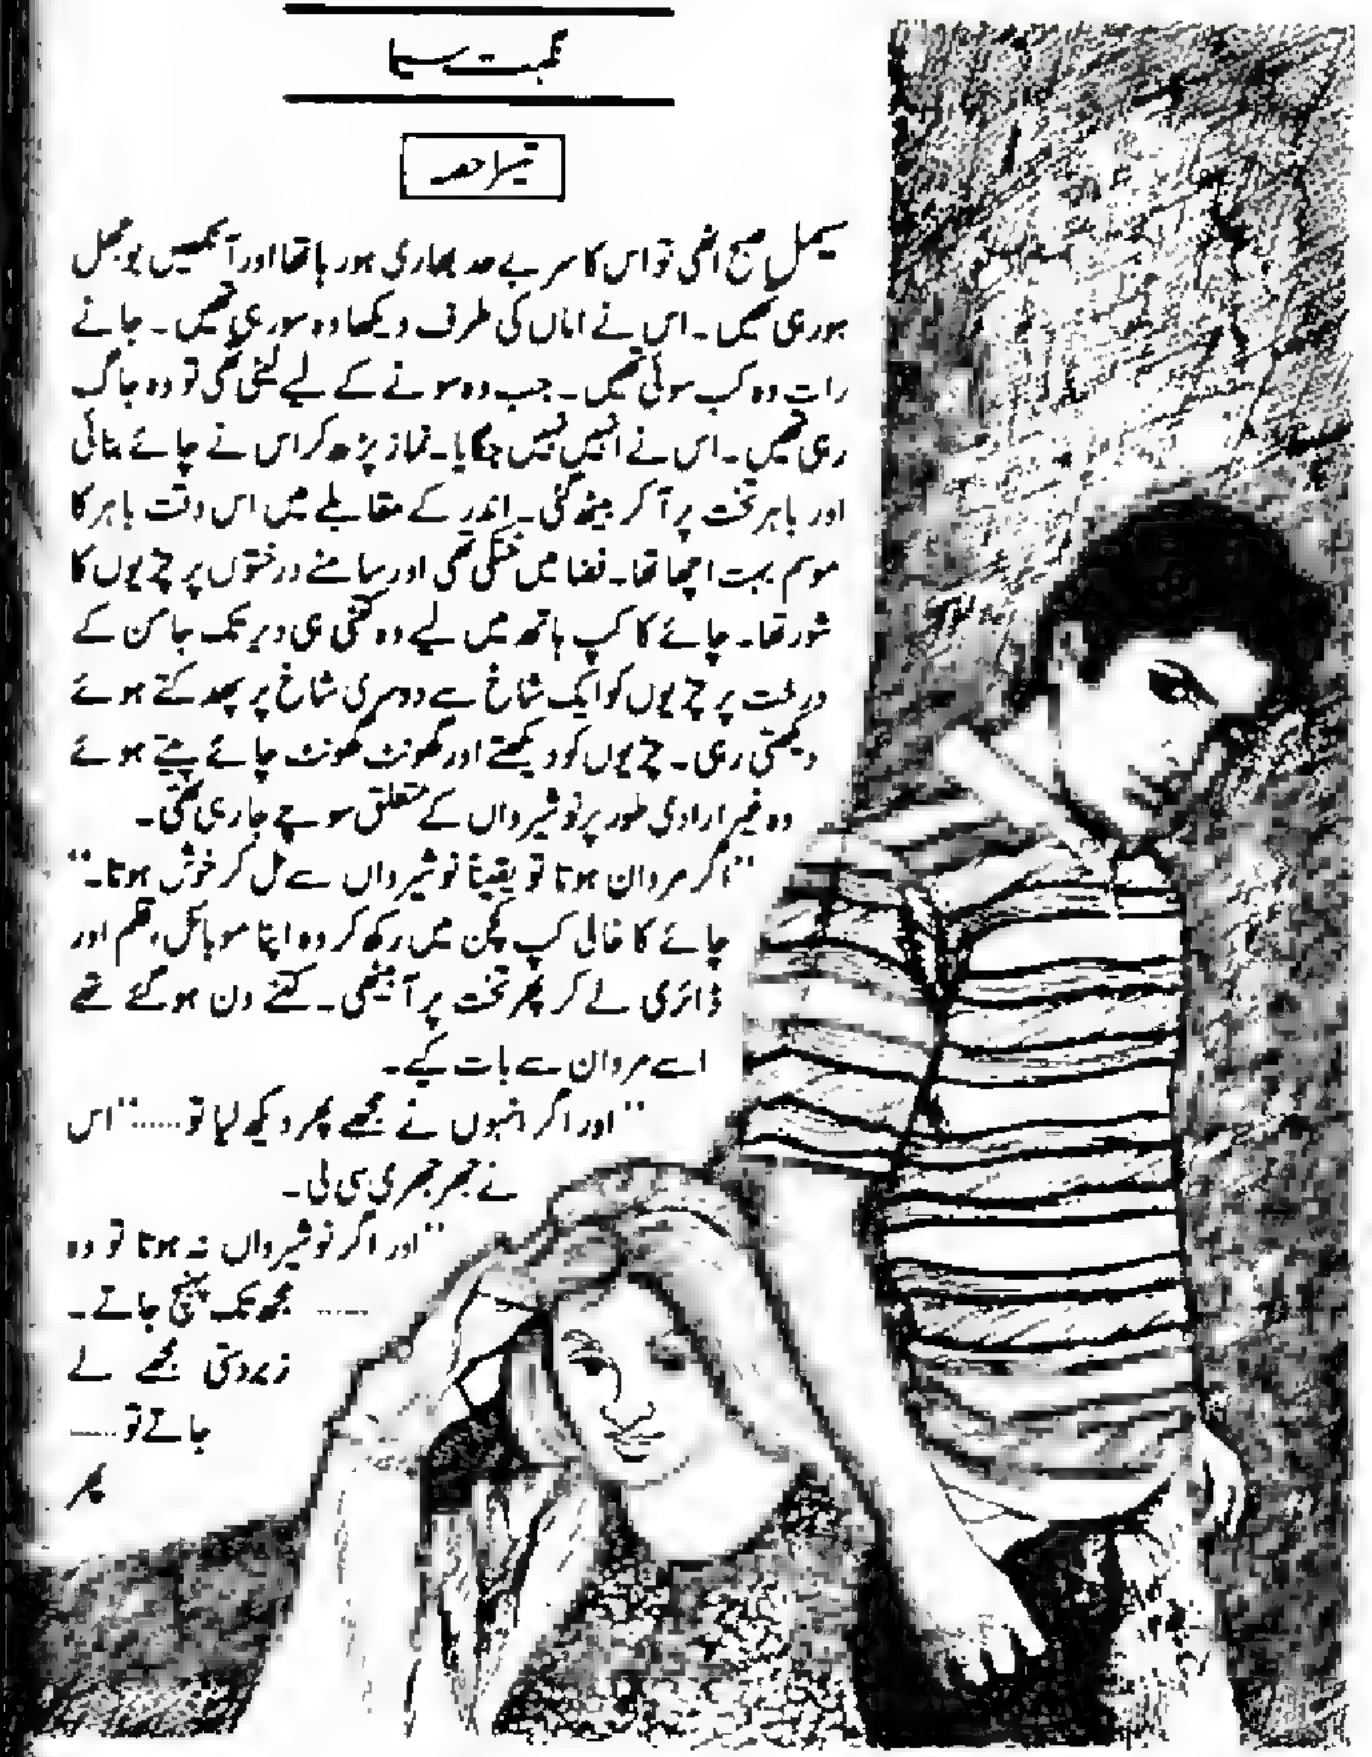 نگہت سیما
تیسرا حصہ
سیمل صبح اٹھی تو اس کا سر بے حد بھاری ہو رہا تھا اور آنکھیں بوجھل
ہو رہی تھیں۔ اس نے اماں کی طرف دیکھا وہ سو رہی تھیں۔ جانے
رات وہ کب سوئی تھیں۔ جب وہ سونے کے لیے لیٹی تھی تو وہ جاگ
رہی تھیں۔ اس نے انہیں نہیں جگایا۔ نماز پڑھ کر اس نے چائے بنائی
اور باہر تخت پر آ کر بیٹھ گئی۔ اندر کے مقابلے میں اس وقت باہر کا
موسم بہت اچھا تھا۔ فضا میں خنکی تھی اور سامنے درختوں پر چڑیوں کا
شور تھا۔ چائے کا کپ ہاتھ میں لیے وہ کتنی ہی دیر تک جامن کے
درخت پر چڑیوں کو ایک شاخ سے دوسری شاخ پر پھدکتے ہوئے
دیکھتی رہی۔ چڑیوں کو دیکھتے اور گھونٹ گھونٹ چائے پیتے ہوئے
وہ غیر ارادی طور پر نوشیرواں کے متعلق سوچے جا رہی تھی۔
”اگر مروان ہوتا تو یقیناً نوشیرواں سے مل کر خوش ہوتا۔“
چائے کا خالی کپ کچن میں رکھ کر وہ اپنا موبائل، قلم اور
ڈائری لے کر پھر تخت پر آ بیٹھی۔ کتنے دن ہو گئے تھے
اسے مروان سے بات کیے۔
”اور اگر انہوں نے مجھے پھر دیکھ لیا تو......“ اس
نے جھرجھری سی لی۔
”اور اگر نوشیرواں نہ ہوتا تو وہ
...... مجھ تک پہنچ جاتے۔
زبردستی مجھے لے
جاتے تو ......
پھر